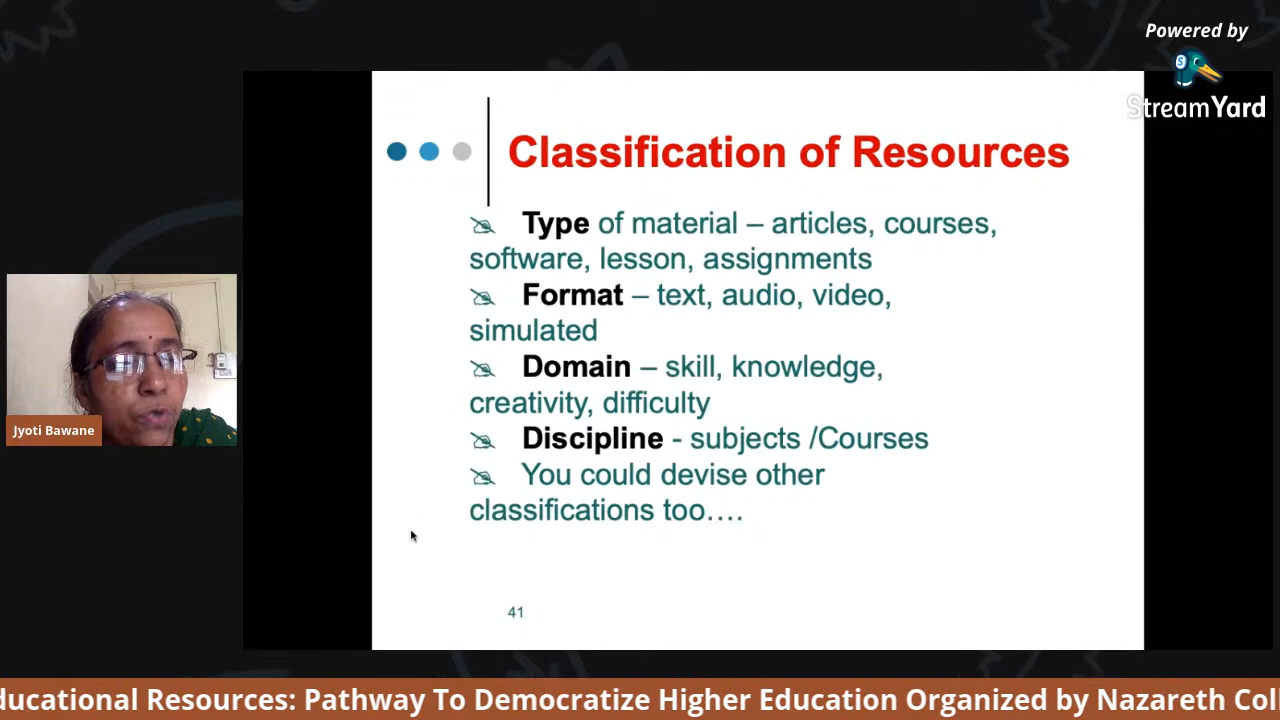 Powered by
StreamYard
Classification of Resources
Type of material – articles, courses,
software, lesson, assignments
Format – text, audio, video,
simulated
Domain – skill, knowledge,
creativity, difficulty
Discipline - subjects /Courses
You could devise other
classifications too….
41
Jyoti Bawane
Resources: Pathway To Democratize Higher Education Organized by Nazareth